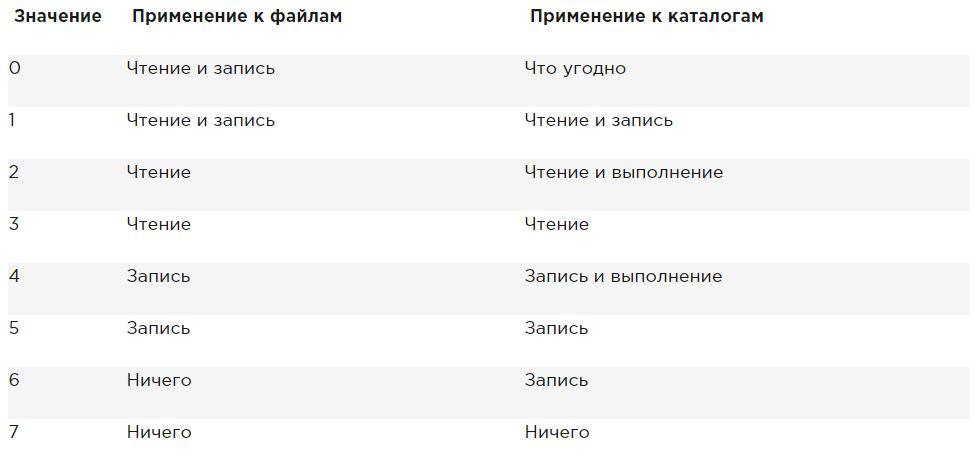 Значение Применение к файлам Применение к каталогам
0 Чтение и запись Что угодно
1 Чтение и запись Чтение и запись
2 Чтение Чтение и выполнение
3 Чтение Чтение
4 Запись Запись и выполнение
5 Запись Запись
6 Ничего Запись
7 Ничего Ничего